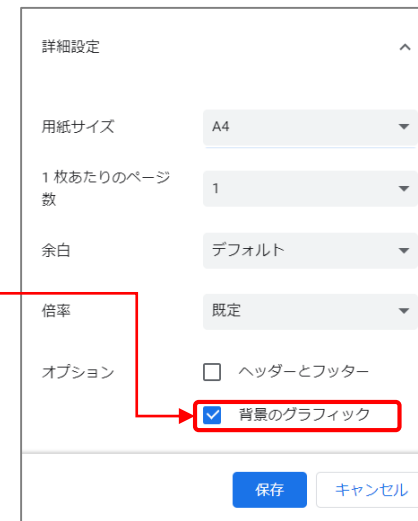 詳細設定
用紙サイズ A4
1 枚あたりのページ
数 1
余白 デフォルト
倍率 既定
オプション ヘッダーとフッター
背景のグラフィック
保存 キャンセル